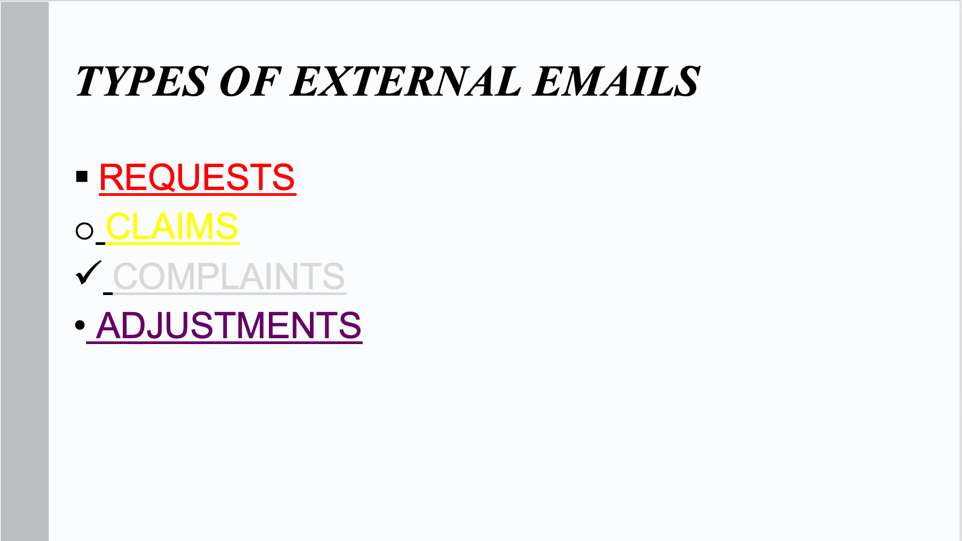 TYPES OF EXTERNAL EMAILS
▪ REQUESTS
○ CLAIMS
✓ COMPLAINTS
• ADJUSTMENTS